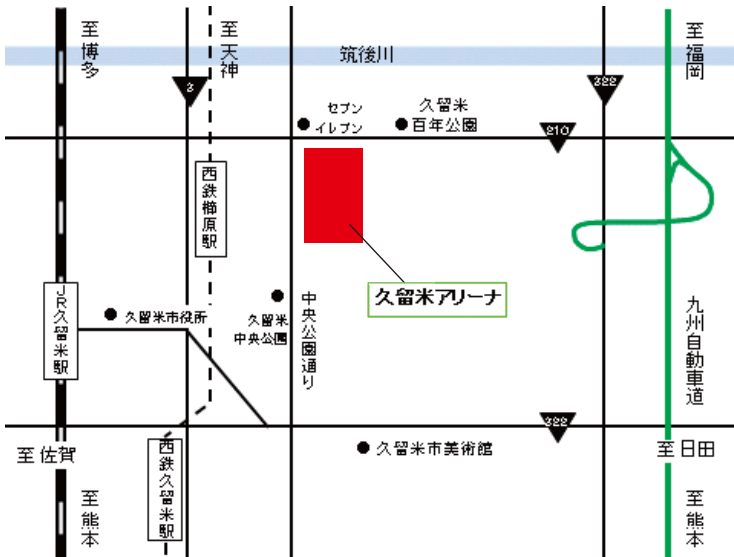 至博多
至天神
至福岡
筑後川
3
322
セブン
イレブン
久留米
百年公園
210
西鉄櫛原駅
久留米アリーナ
JR久留米駅
久留米市役所
久留米
中央公園
中央公園通り
九州自動車道
322
至佐賀
西鉄久留米駅
久留米市美術館
至日田
至熊本
至熊本